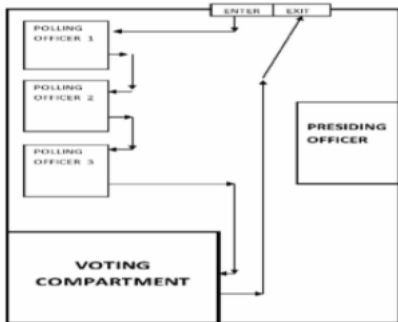 ENTER EXIT
POLLING
OFFICER 1
POLLING
OFFICER 2
POLLING
OFFICER 3
PRESIDING
OFFICER
VOTING
COMPARTMENT